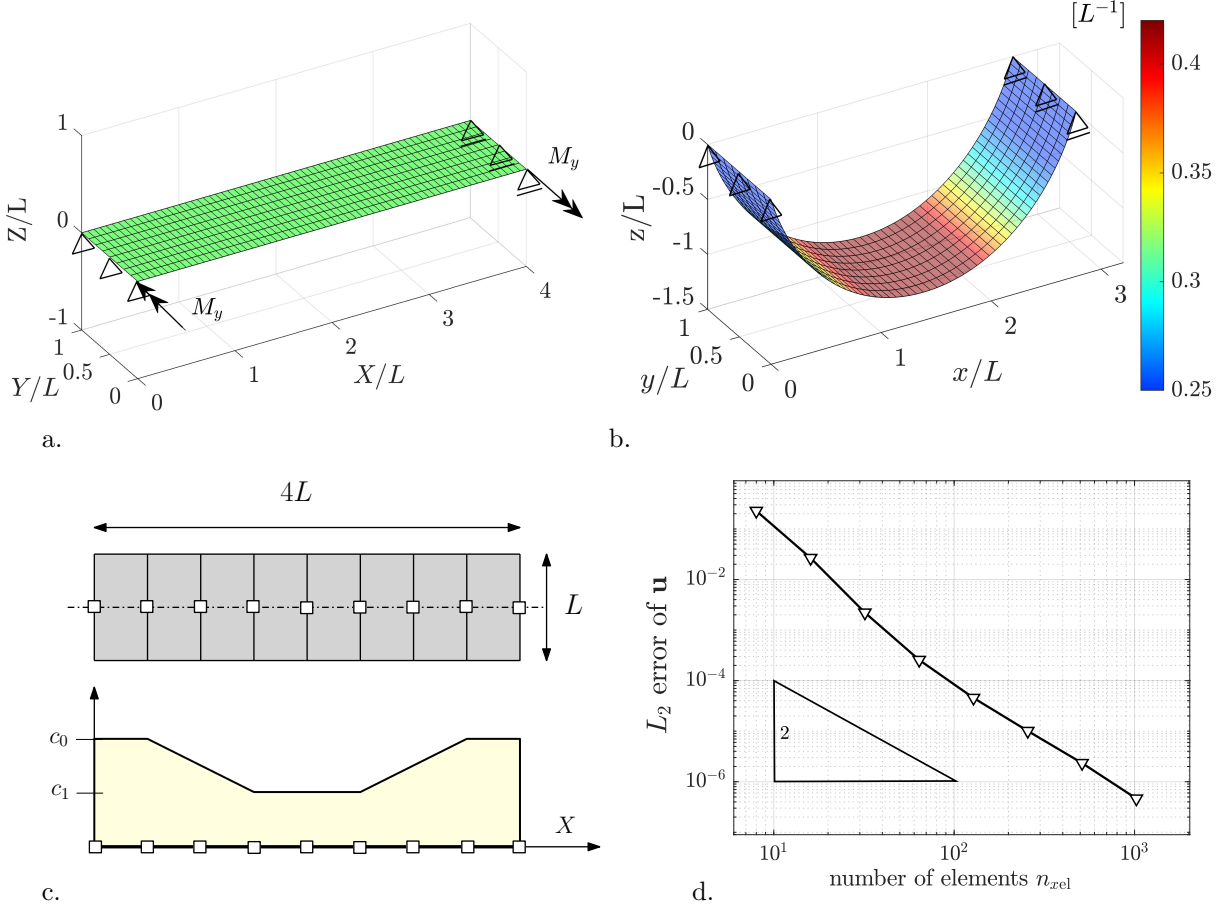 1
0
-1
Z/L
1
0.5
0
Y/L
0
1
2
3
4
X/L
M_y
M_y
a.
0
-0.5
-1
-1.5
z/L
1
0.5
0
y/L
0
1
2
3
x/L
[L^{-1}]
0.4
0.35
0.3
0.25
b.
4L
L
c_0
c_1
X
c.
L_2 error of u
10^{-2}
10^{-4}
10^{-6}
2
10^1
10^2
10^3
number of elements n_{xel}
d.